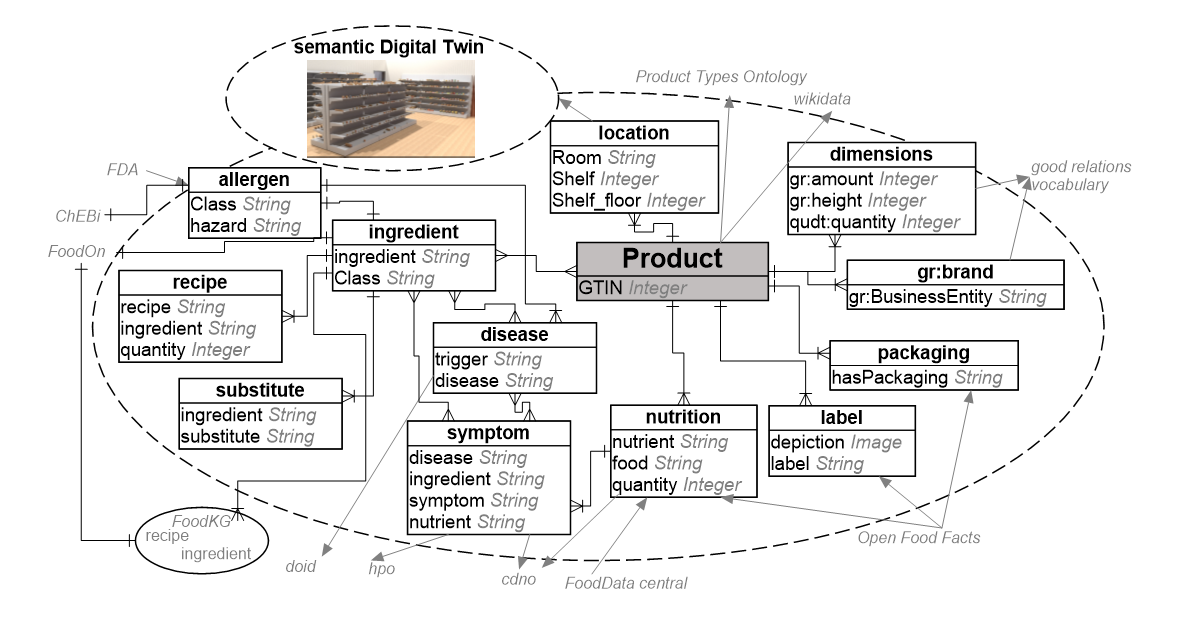 semantic Digital Twin
Product Types Ontology
wikidata
location
Room String
Shelf Integer
Shelf_floor Integer
dimensions
gr:amount Integer
gr:height Integer
qudt:quantity Integer
good relations
vocabulary
FDA
ChEBi
FoodOn
allergen
Class String
hazard String
ingredient
ingredient String
Class String
Product
GTIN Integer
gr:brand
gr:BusinessEntity String
recipe
recipe String
ingredient String
quantity Integer
disease
trigger String
disease String
packaging
hasPackaging String
substitute
ingredient String
substitute String
symptom
disease String
ingredient String
symptom String
nutrient String
nutrition
nutrient String
food String
quantity Integer
label
depiction Image
label String
FoodKG
recipe
ingredient
doid
hpo
cdno
FoodData central
Open Food Facts